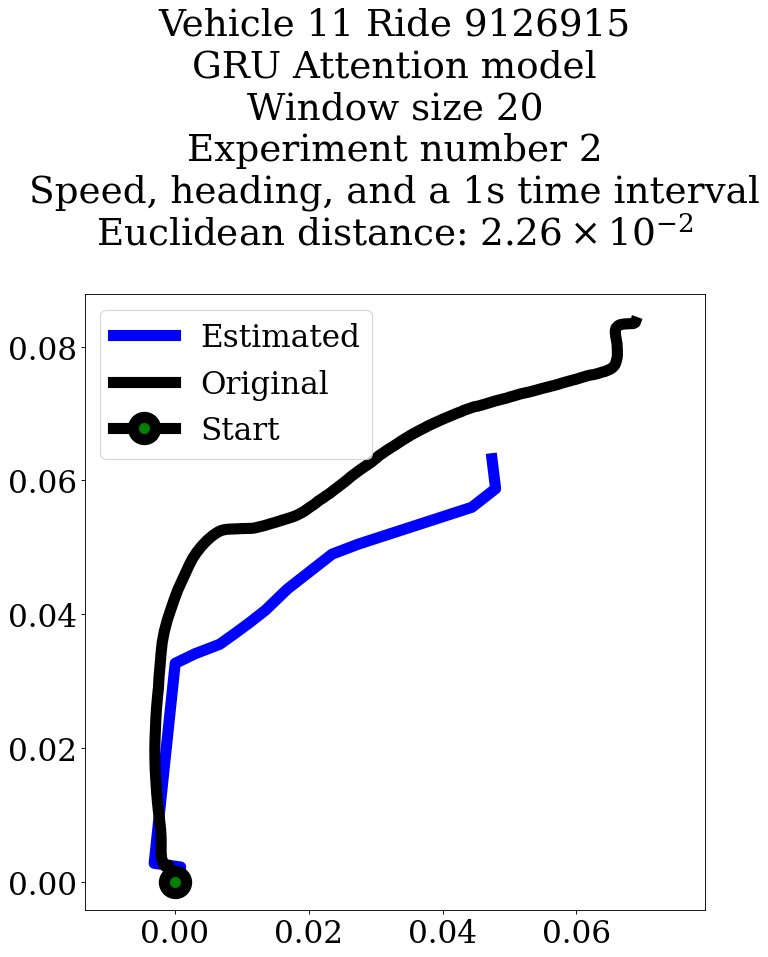 Vehicle 11 Ride 9126915
GRU Attention model
Window size 20
Experiment number 2
Speed, heading, and a 1s time interval
Euclidean distance: 2.26 × 10⁻²
Estimated
Original
Start
0.08
0.06
0.04
0.02
0.00
0.00 0.02 0.04 0.06